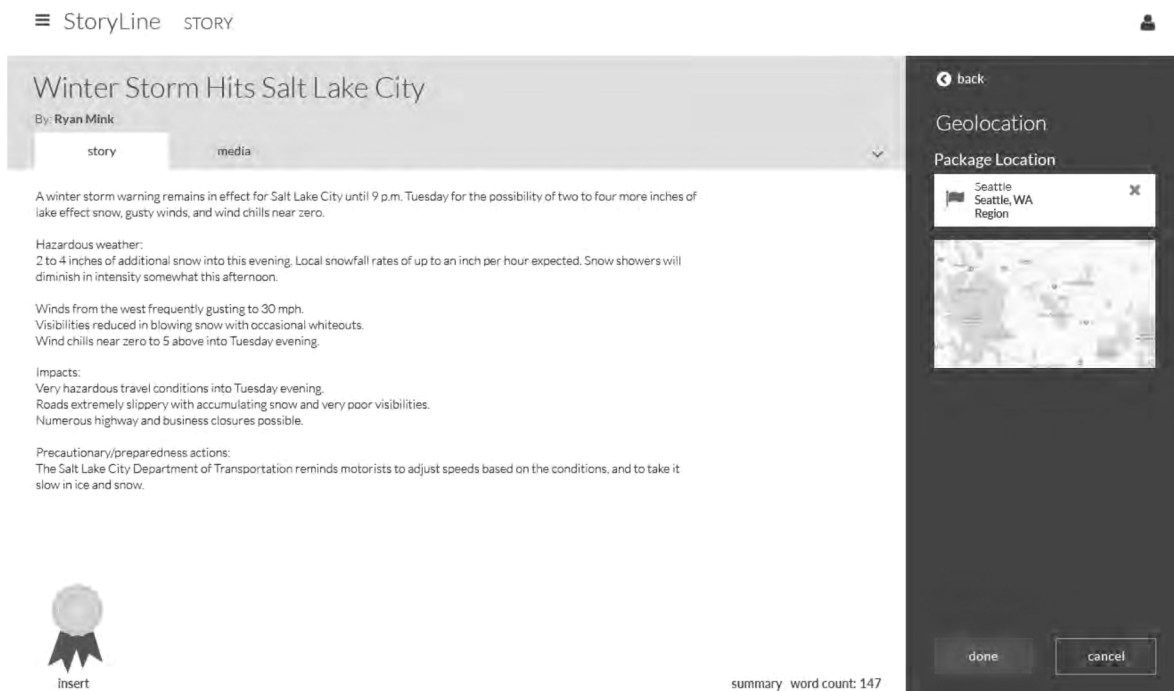 StoryLine STORY
Winter Storm Hits Salt Lake City
By: Ryan Mink
story media
A winter storm warning remains in effect for Salt Lake City until 9 p.m. Tuesday for the possibility of two to four more inches of
lake effect snow, gusty winds, and wind chills near zero.
Hazardous weather:
2 to 4 inches of additional snow into this evening. Local snowfall rates of up to an inch per hour expected. Snow showers will
diminish in intensity somewhat this afternoon.
Winds from the west frequently gusting to 30 mph.
Visibilities reduced in blowing snow with occasional whiteouts.
Wind chills near zero to 5 above into Tuesday evening.
Impacts:
Very hazardous travel conditions into Tuesday evening.
Roads extremely slippery with accumulating snow and very poor visibilities.
Numerous highway and business closures possible.
Precautionary/preparedness actions:
The Salt Lake City Department of Transportation reminds motorists to adjust speeds based on the conditions, and to take it
slow in ice and snow.
insert
summary word count: 147
back
Geolocation
Package Location
Seattle
Seattle, WA
Region
done cancel